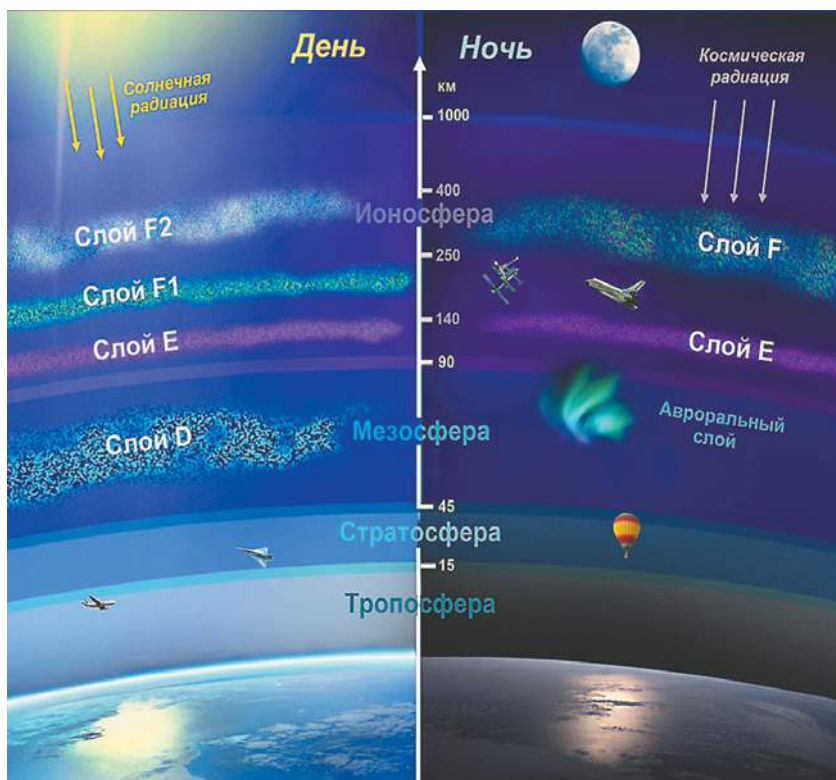 День
Ночь
Солнечная
радиация
Космическая
радиация
км
1000
400
Ионосфера
Слой F2
Слой F
250
Слой F1
140
Слой E
Слой E
90
Слой D
Мезосфера
Авроральный
слой
45
Стратосфера
15
Тропосфера